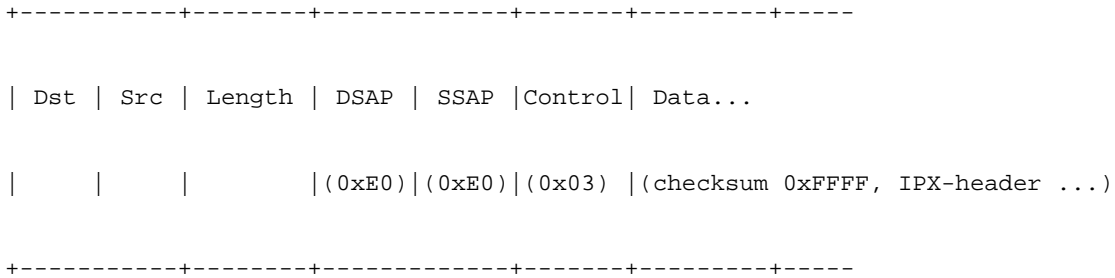 +-----------+--------+-------------+-------+---------+-----
| Dst | Src | Length | DSAP | SSAP |Control| Data...
| | | |(0xE0)|(0xE0)|(0x03) |(checksum 0xFFFF, IPX-header ...)
+-----------+--------+-------------+-------+---------+-----